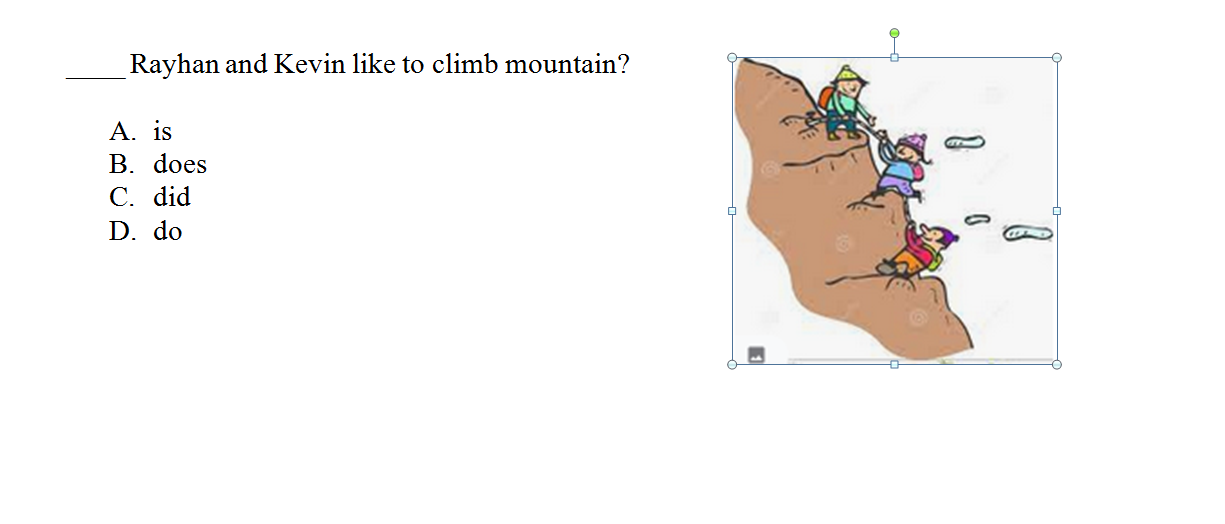 _____ Rayhan and Kevin like to climb mountain?
A. is
B. does
C. did
D. do